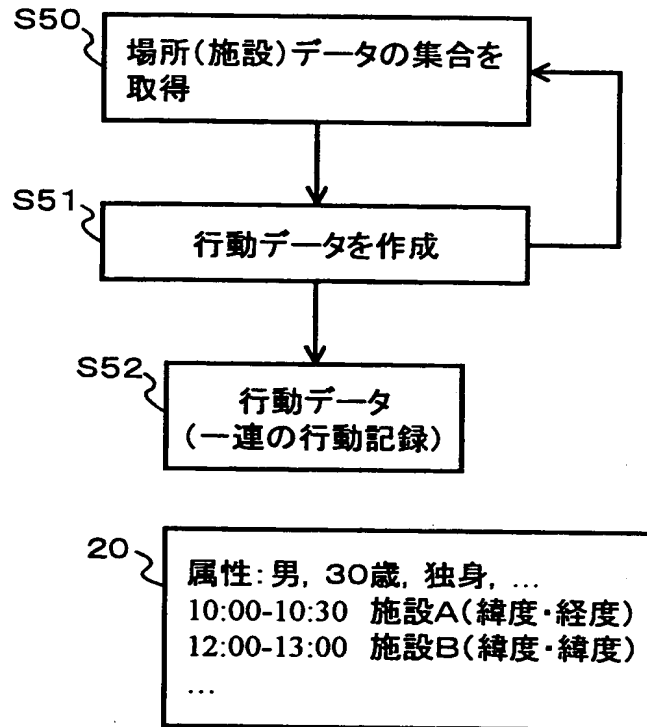 S50
場所(施設)データの集合を
取得
S51
行動データを作成
S52
行動データ
(一連の行動記録)
20
属性:男, 30歳, 独身, ...
10:00-10:30 施設A(緯度・経度)
12:00-13:00 施設B(緯度・緯度)
...